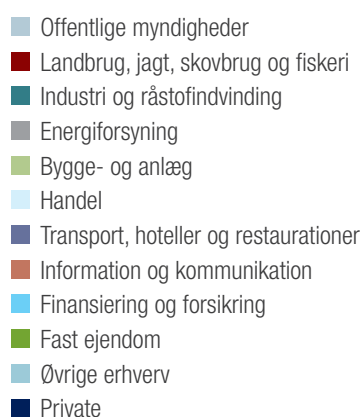 Offentlige myndigheder
Landbrug, jagt, skovbrug og fiskeri
Industri og råstofindvinding
Energiforsyning
Bygge- og anlæg
Handel
Transport, hoteller og restaurationer
Information og kommunikation
Finansiering og forsikring
Fast ejendom
Øvrige erhverv
Private